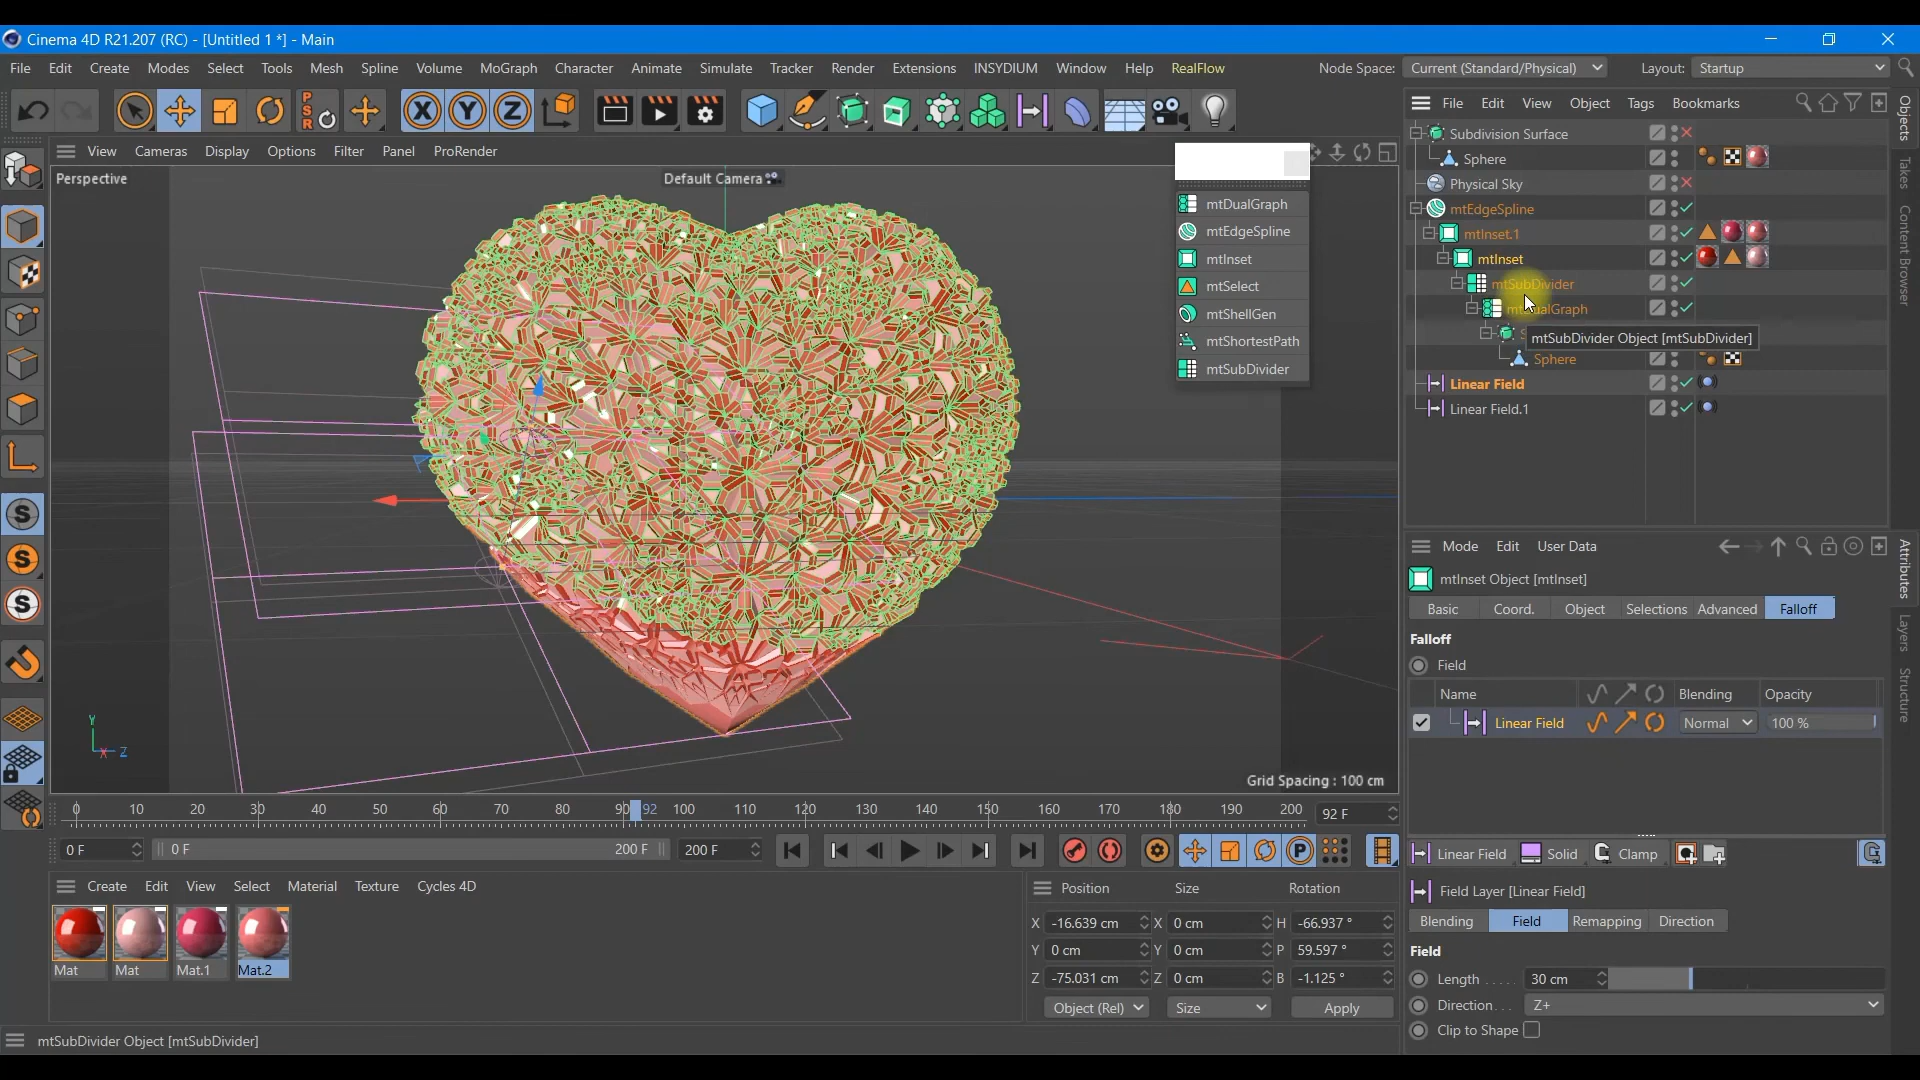 Cinema 4D R21.207 (RC) - [Untitled 1 *] - Main
File Edit Create Modes Select Tools Mesh Spline Volume MoGraph Character Animate Simulate Tracker Render Extensions INSYDIUM Window Help RealFlow Node Space: Current (Standard/Physical) Layout: Startup
File Edit View Object Tags Bookmarks
View Cameras Display Options Filter Panel ProRender
Perspective
Default Camera
Grid Spacing : 100 cm
Y
X Z
mtDualGraph
mtEdgeSpline
mtInset
mtSelect
mtShellGen
mtShortestPath
mtSubDivider
Subdivision Surface
Sphere
Physical Sky
mtEdgeSpline
mtInset.1
mtInset
mtSubDivider
mtDualGraph
mtSubDivider Object [mtSubDivider]
Sphere
Linear Field
Linear Field.1
Objects
Takes
Content Browser
Attributes
Layers
Structure
Mode Edit User Data
mtInset Object [mtInset]
Basic Coord. Object Selections Advanced Falloff
Falloff
Field
Name Blending Opacity
Linear Field Normal 100 %
Linear Field Solid Clamp
Field Layer [Linear Field]
Blending Field Remapping Direction
Field
Length . . . . . 30 cm
Direction. . . Z+
Clip to Shape
0 10 20 30 40 50 60 70 80 90 92 100 110 120 130 140 150 160 170 180 190 200 92 F
0 F 0 F 200 F 200 F
Create Edit View Select Material Texture Cycles 4D
Mat Mat Mat.1 Mat.2
Position Size Rotation
X -16.639 cm X 0 cm H -66.937 °
Y 0 cm Y 0 cm P 59.597 °
Z -75.031 cm Z 0 cm B -1.125 °
Object (Rel) Size Apply
mtSubDivider Object [mtSubDivider]